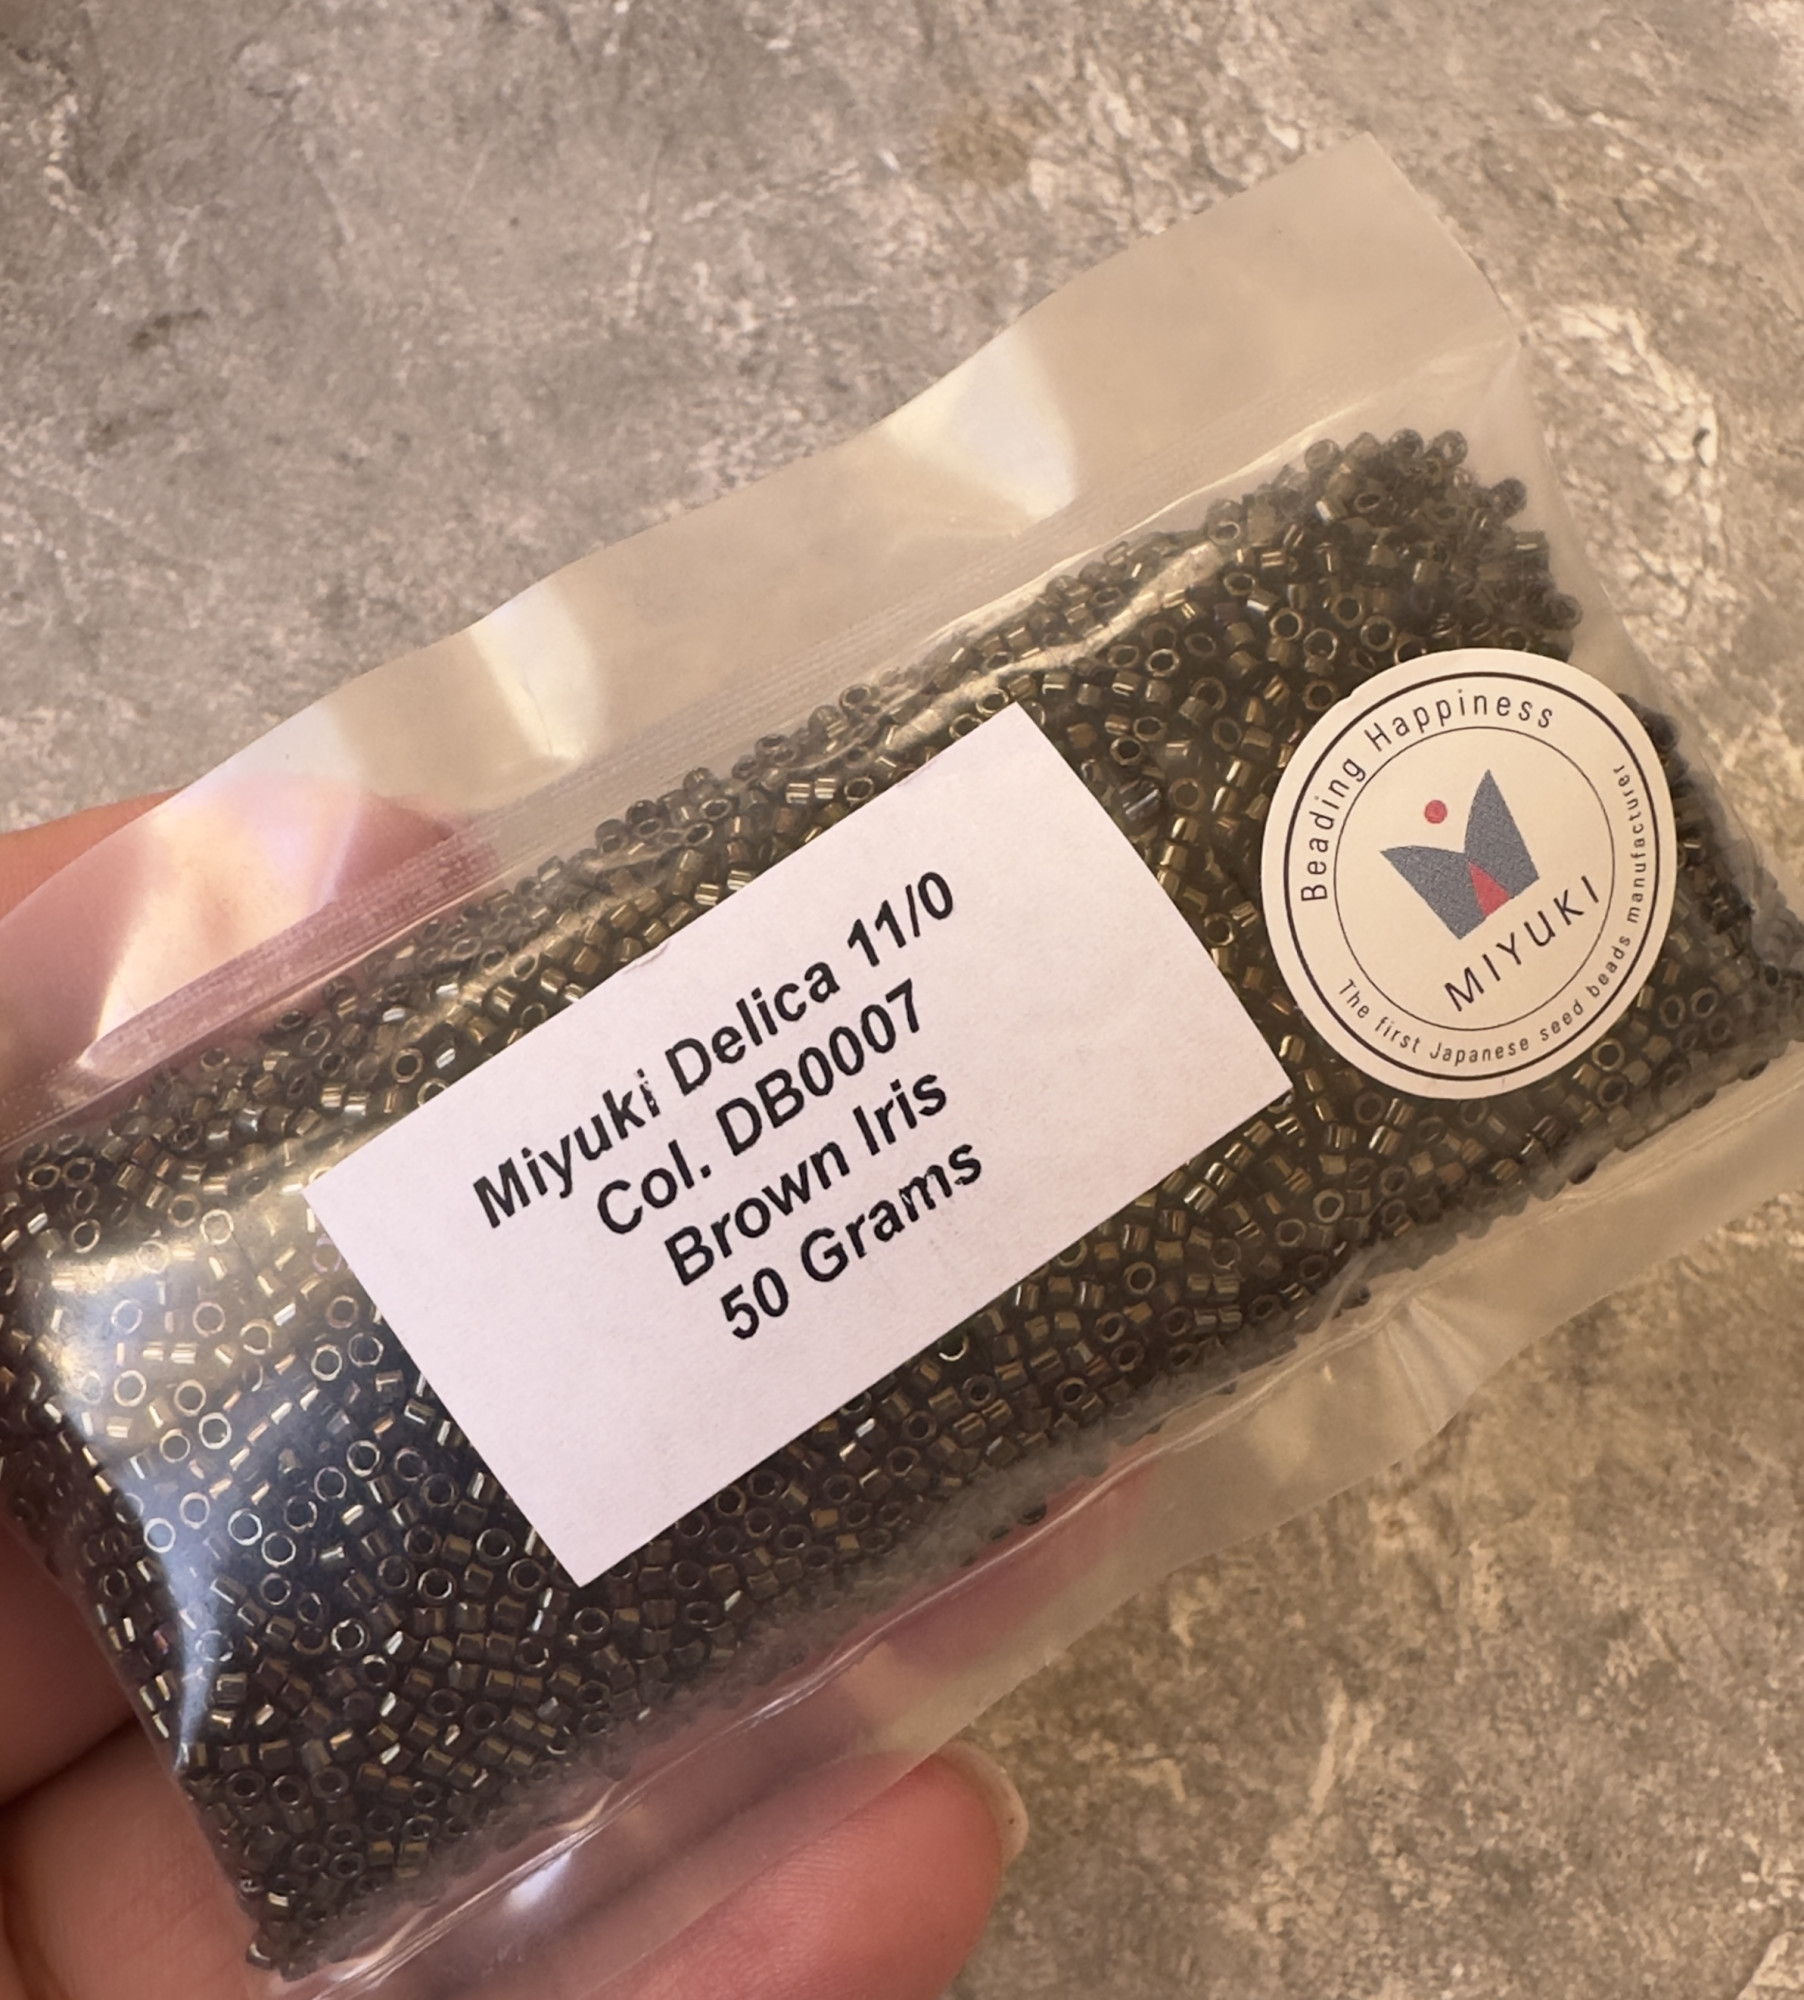 Miyuki Delica 11/0
Col. DB0007
Brown Iris
50 Grams
Beading Happiness
MIYUKI
The first Japanese seed beads manufacturer